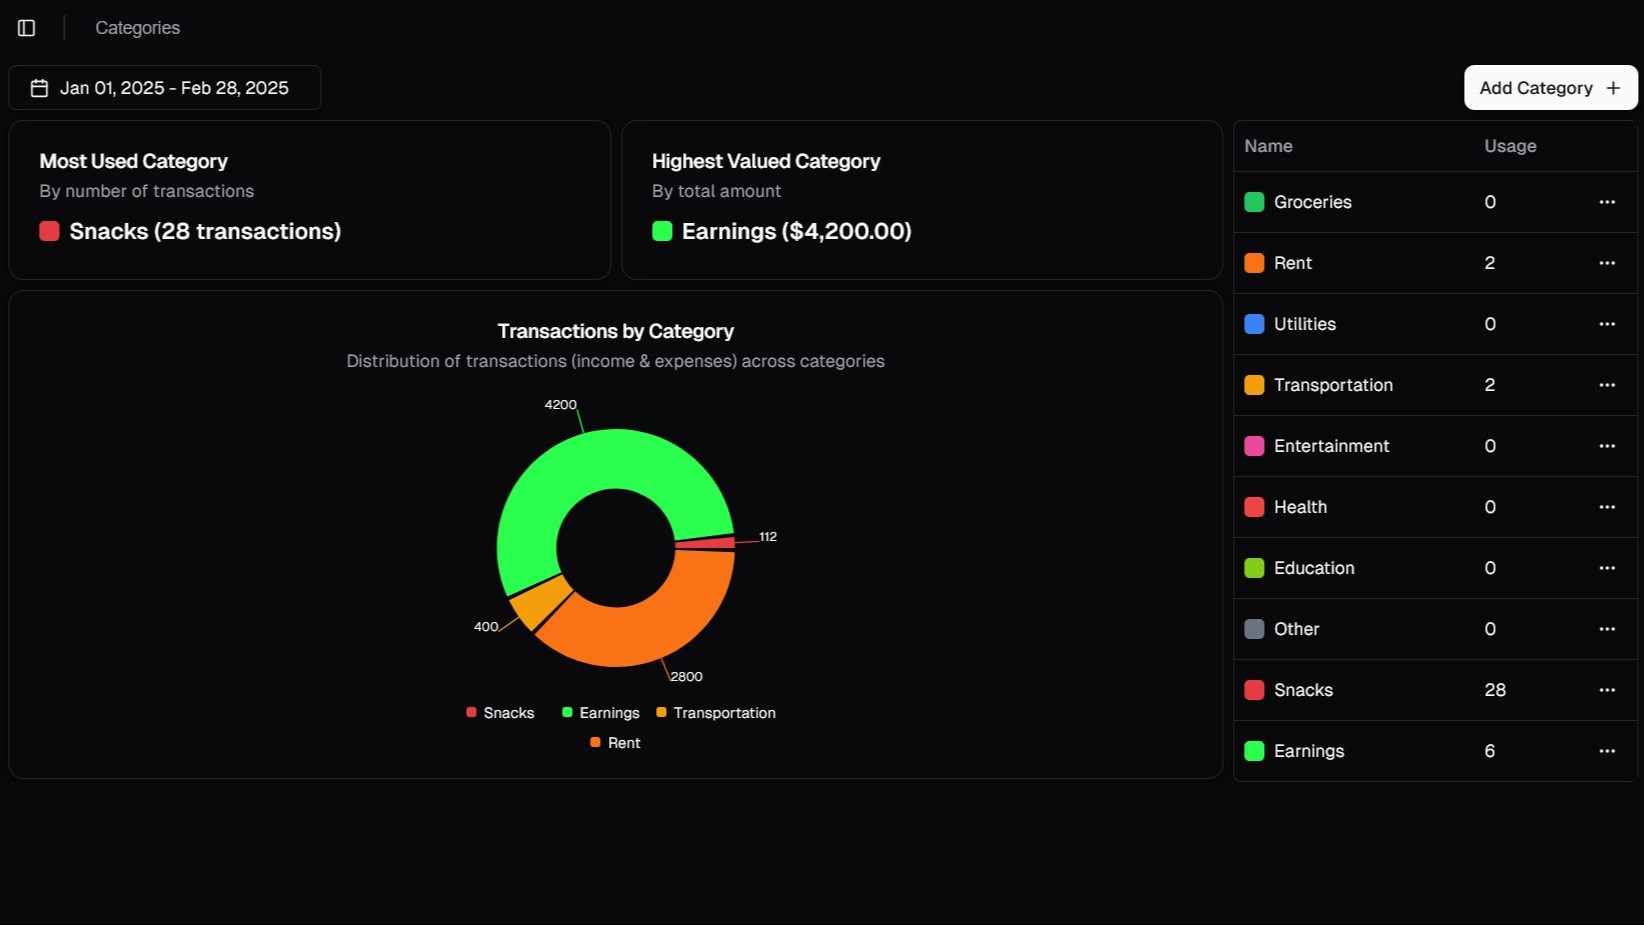 Categories
Jan 01, 2025 - Feb 28, 2025
Add Category +
Most Used Category
By number of transactions
Snacks (28 transactions)
Highest Valued Category
By total amount
Earnings ($4,200.00)
Transactions by Category
Distribution of transactions (income & expenses) across categories
4200
112
400
2800
Snacks Earnings Transportation
Rent
Name Usage
Groceries 0
Rent 2
Utilities 0
Transportation 2
Entertainment 0
Health 0
Education 0
Other 0
Snacks 28
Earnings 6